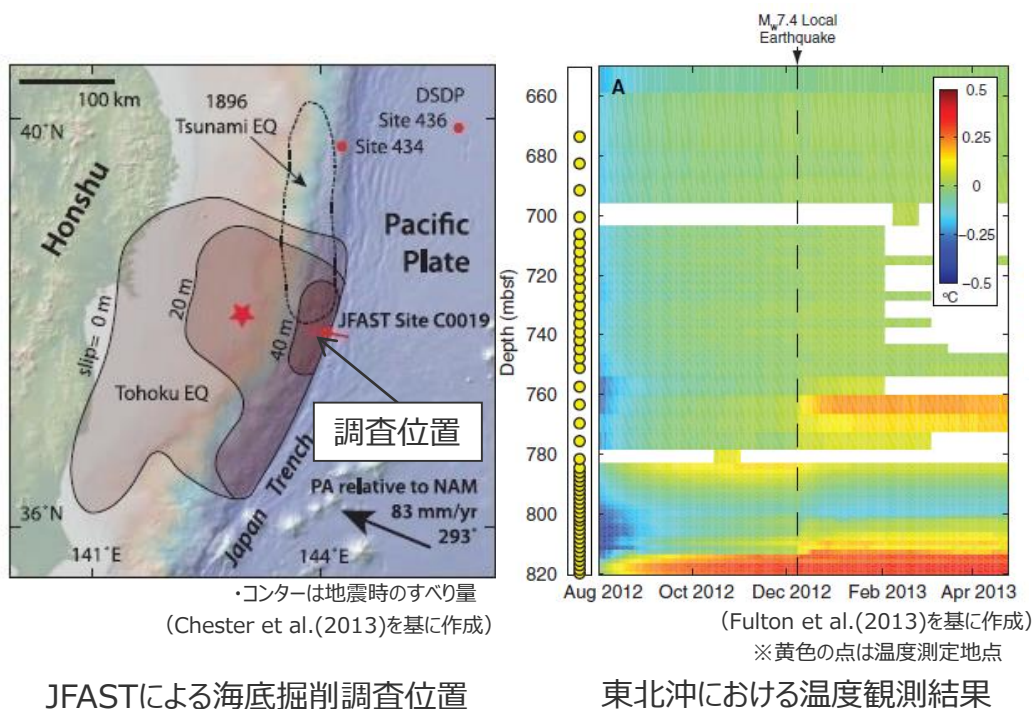 100 km
40˚N
1896
Tsunami EQ
DSDP
Site 436
Site 434
Honshu
Pacific
Plate
slip= 0 m
20 m
40 m
JFAST Site C0019
Tohoku EQ
調査位置
Japan Trench
PA relative to NAM
83 mm/yr
293˚
36˚N
141˚E
144˚E
・コンターは地震時のすべり量
（Chester et al.(2013)を基に作成）
JFASTによる海底掘削調査位置
Mw7.4 Local
Earthquake
A
0.5
0.25
0
−0.25
−0.5
ºC
Depth (mbsf)
660
680
700
720
740
760
780
800
820
Aug 2012 Oct 2012 Dec 2012 Feb 2013 Apr 2013
（Fulton et al.(2013)を基に作成）
※黄色の点は温度測定地点
東北沖における温度観測結果